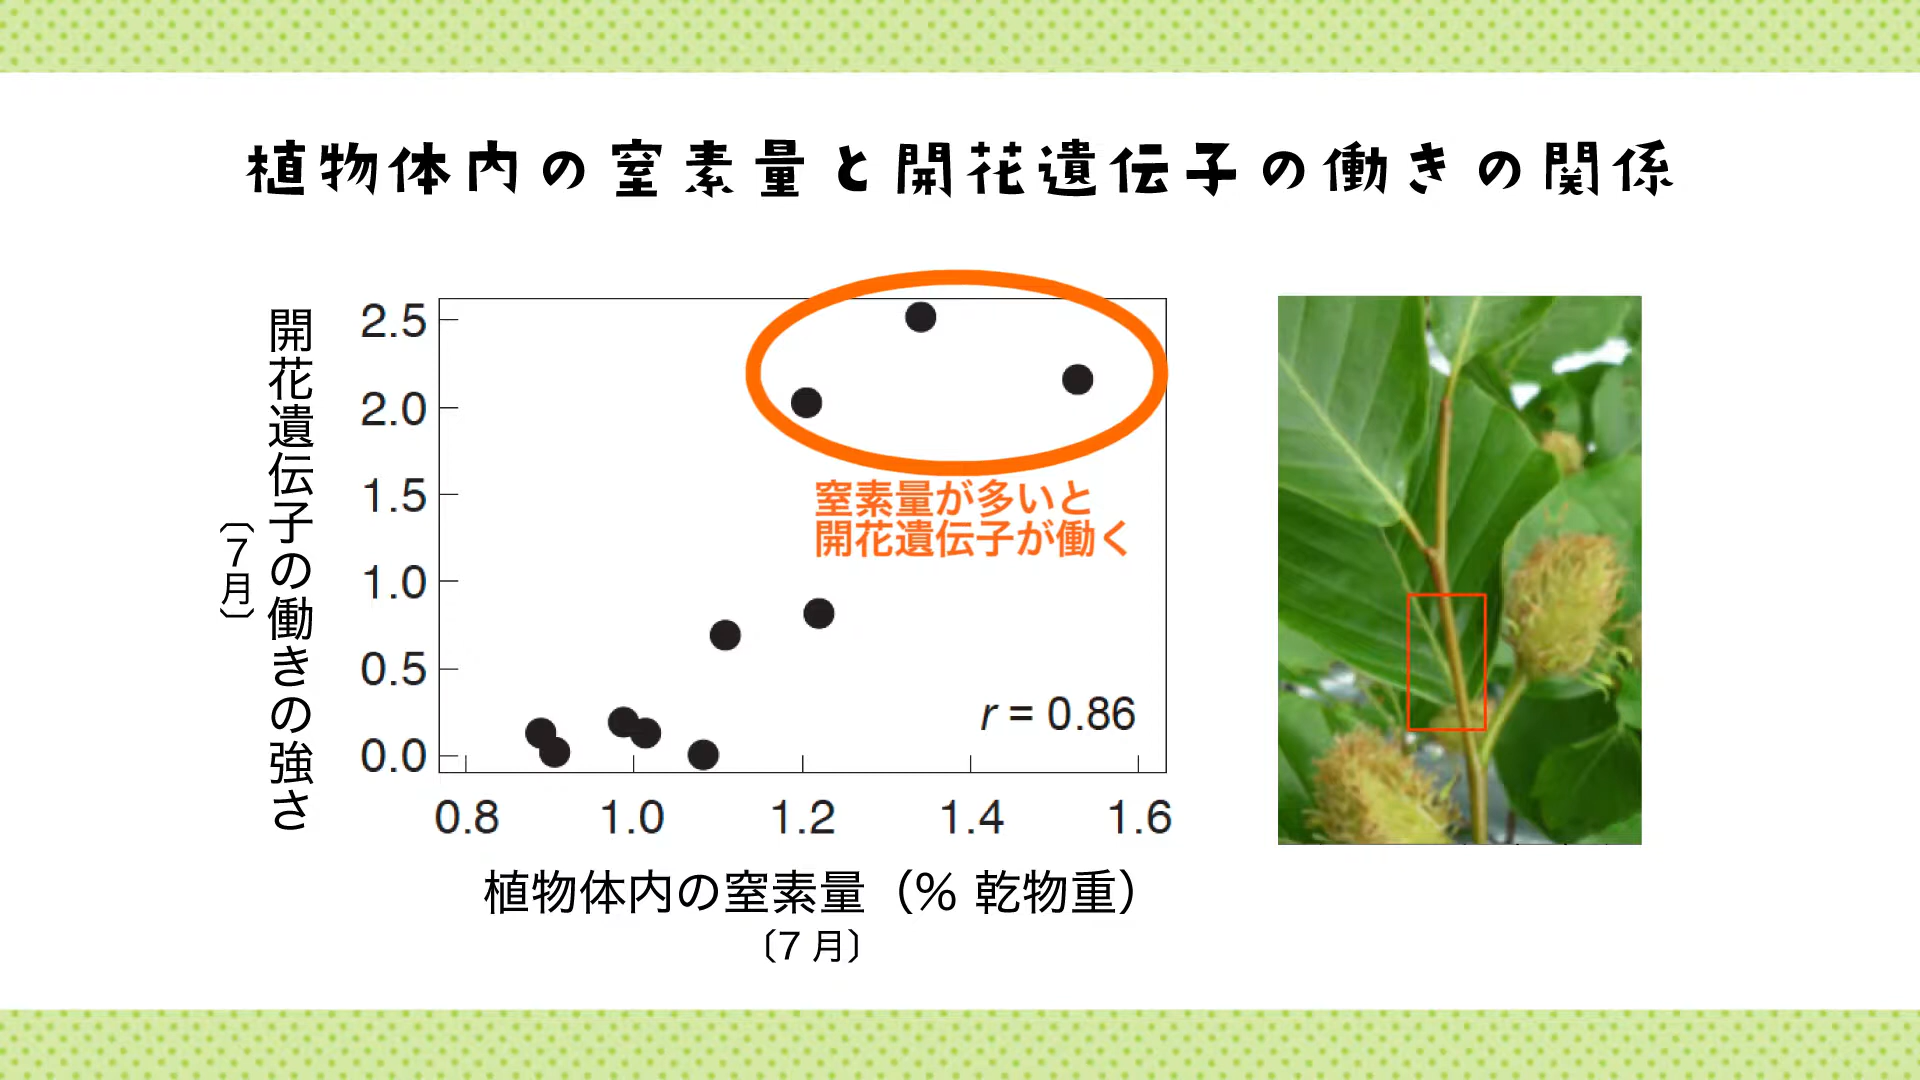 植物体内の窒素量と開花遺伝子の働きの関係
開花遺伝子の働きの強さ
〔7月〕
2.5
2.0
1.5
1.0
0.5
0.0
窒素量が多いと
開花遺伝子が働く
r = 0.86
0.8 1.0 1.2 1.4 1.6
植物体内の窒素量（% 乾物重）
〔7 月〕